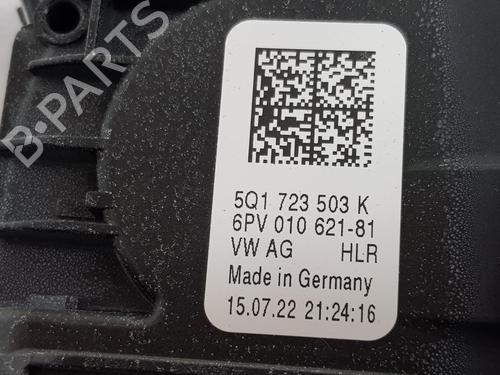 B-PARTS
5Q1 723 503 K
6PV 010 621-81
VW AG HLR
Made in Germany
15.07.22 21:24:16